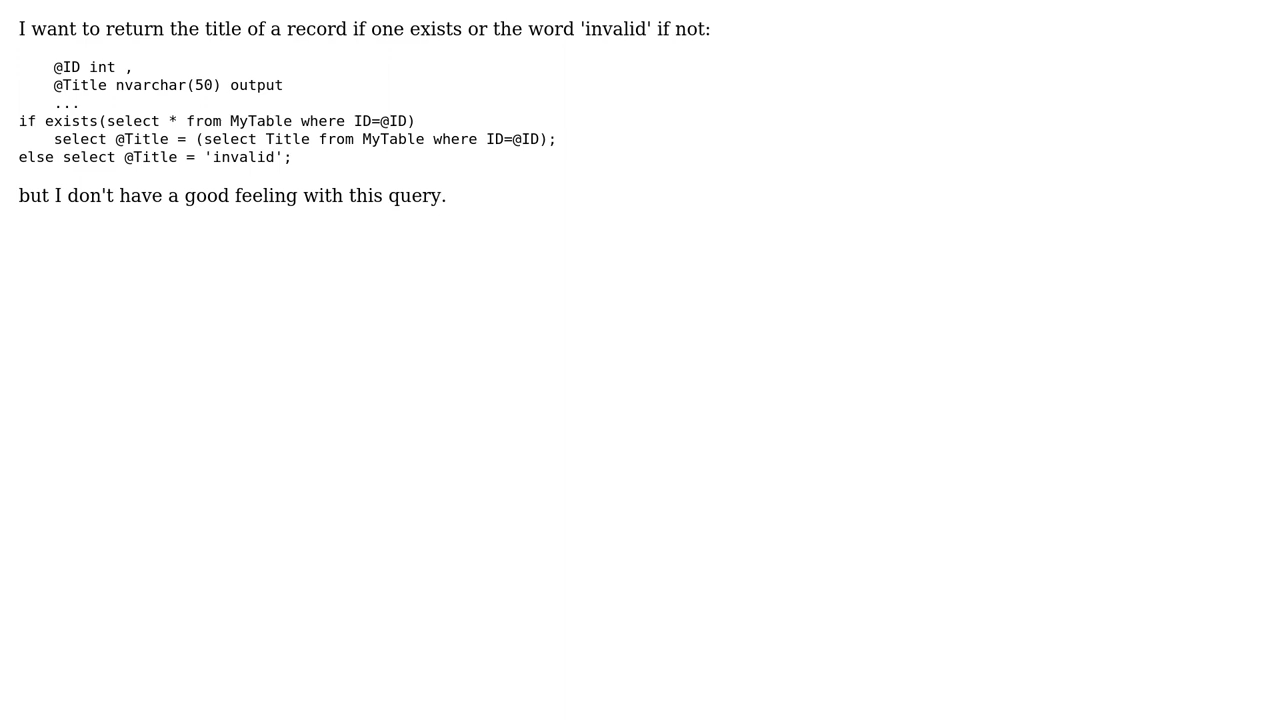 I want to return the title of a record if one exists or the word 'invalid' if not:
    @ID int ,
    @Title nvarchar(50) output
    ...
if exists(select * from MyTable where ID=@ID)
    select @Title = (select Title from MyTable where ID=@ID);
else select @Title = 'invalid';
but I don't have a good feeling with this query.